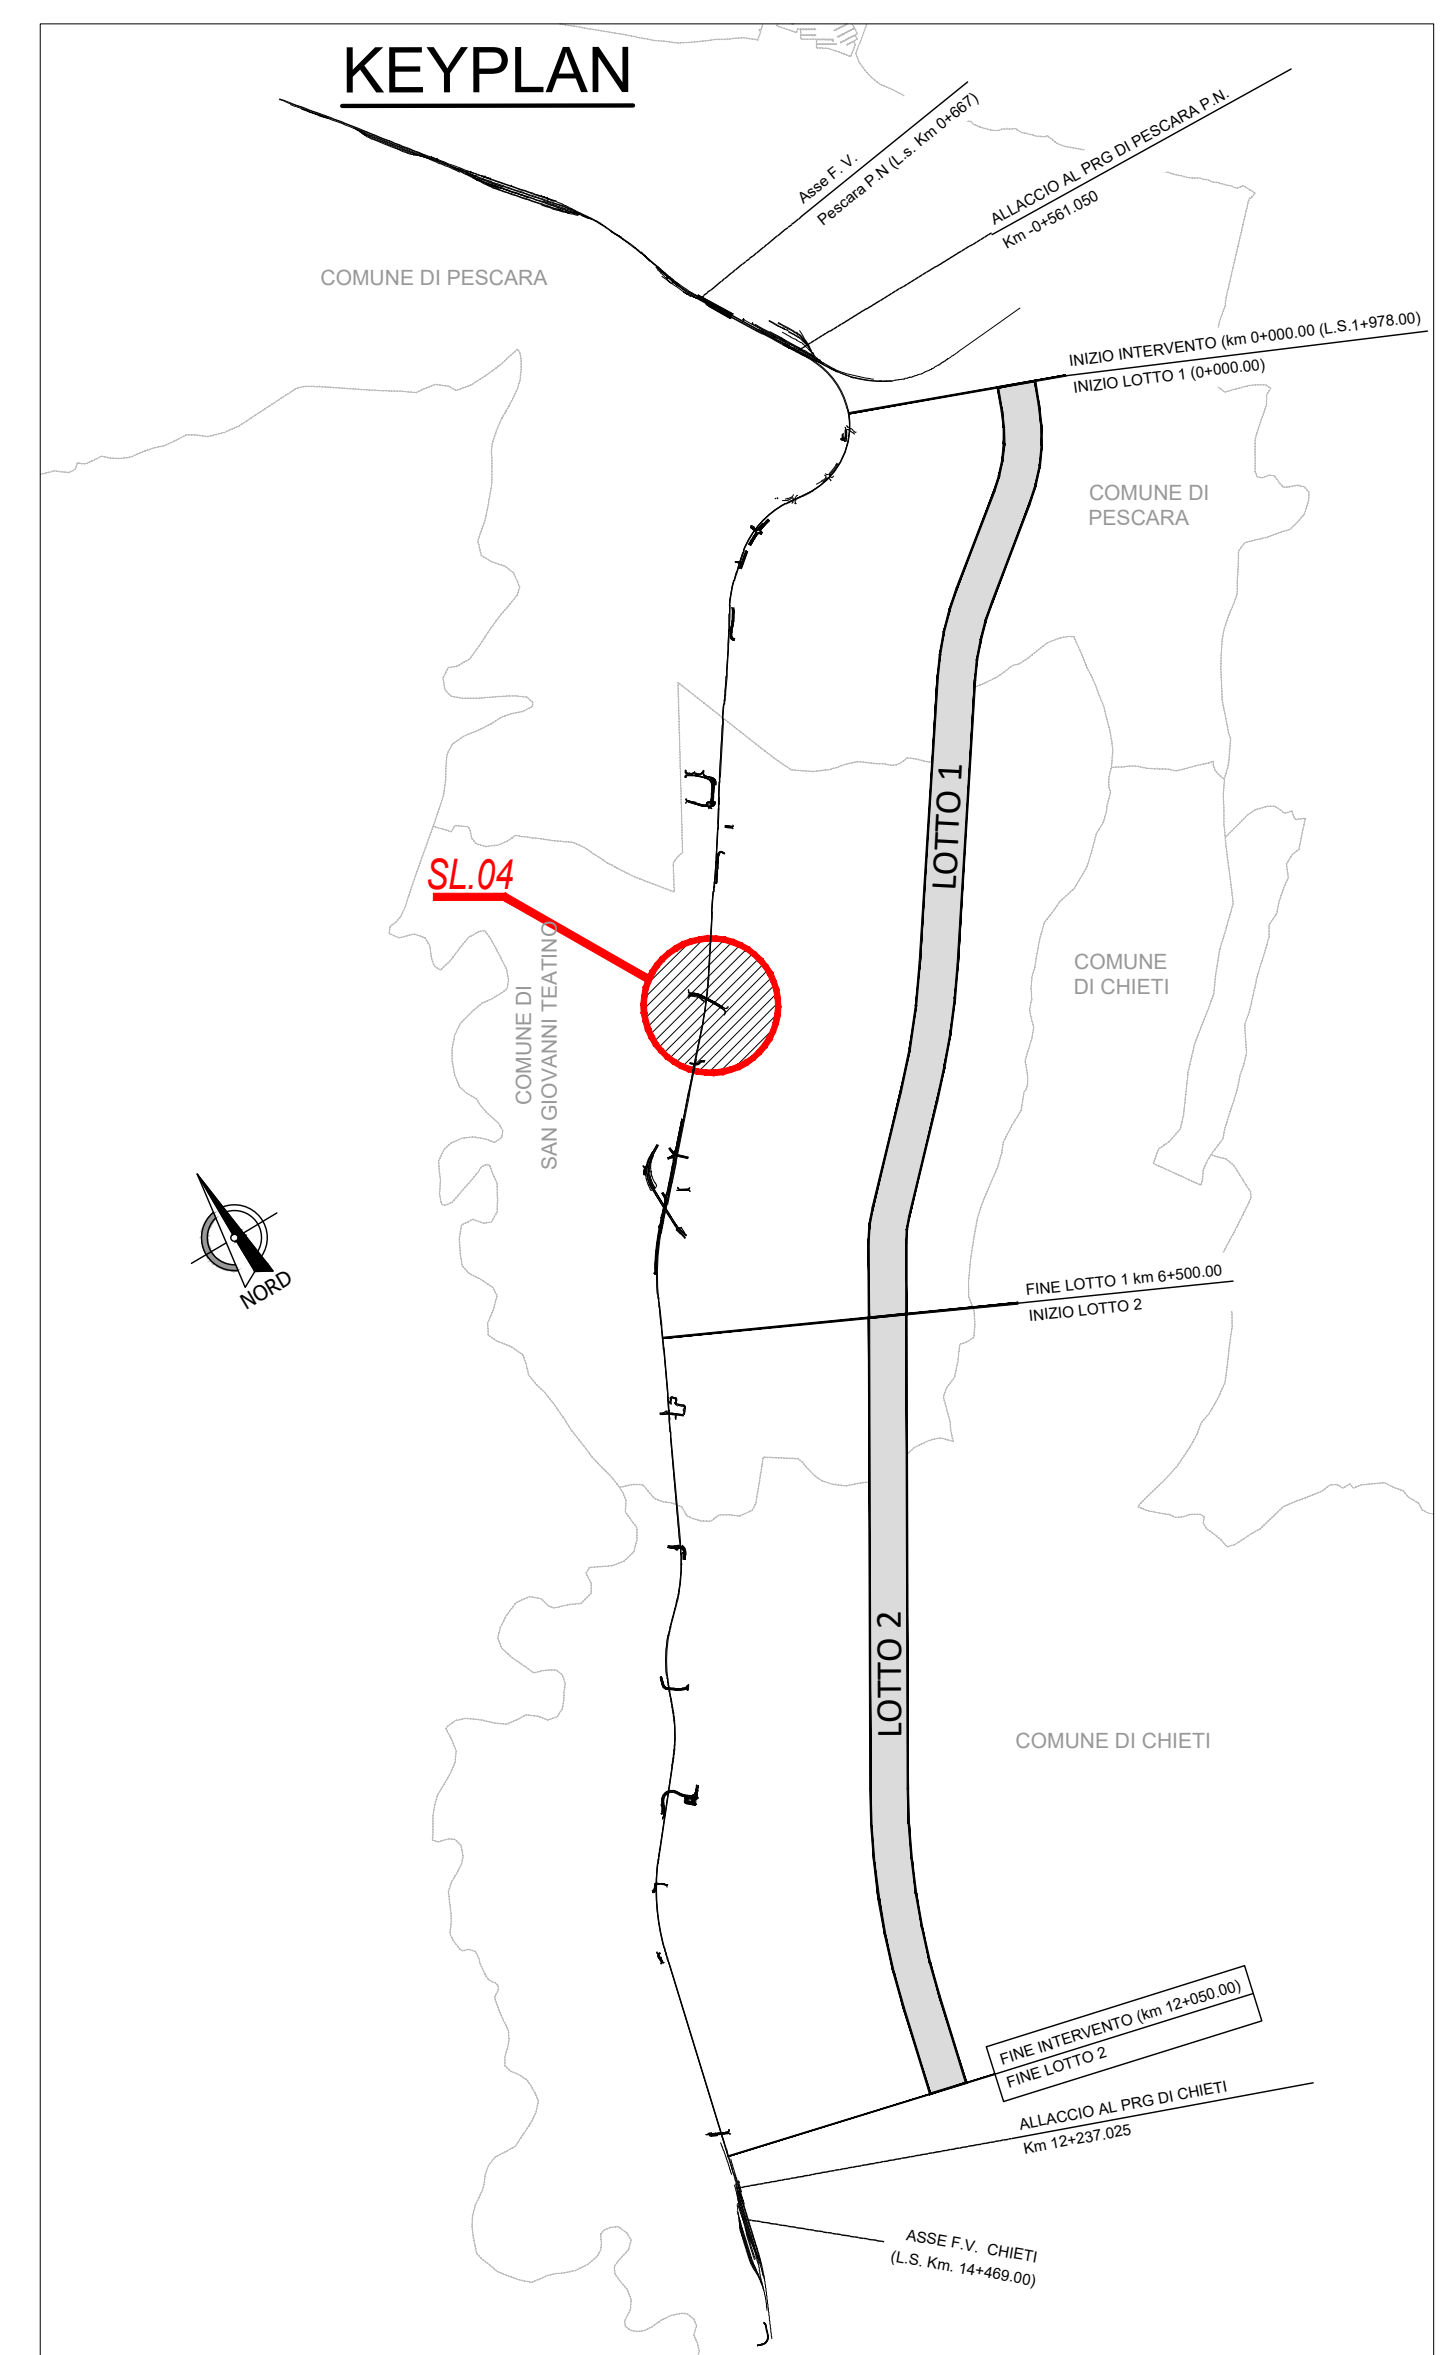 KEYPLAN
Asse F. V.
Pescara P.N (L.s. Km 0+667)
ALLACCIO AL PRG DI PESCARA P.N.
Km -0+561.050
COMUNE DI PESCARA
INIZIO INTERVENTO (km 0+000.00 (L.S.1+978.00)
INIZIO LOTTO 1 (0+000.00)
COMUNE DI
PESCARA
LOTTO 1
SL.04
COMUNE DI
SAN GIOVANNI TEATINO
COMUNE
DI CHIETI
NORD
FINE LOTTO 1 km 6+500.00
INIZIO LOTTO 2
LOTTO 2
COMUNE DI CHIETI
FINE INTERVENTO (km 12+050.00)
FINE LOTTO 2
ALLACCIO AL PRG DI CHIETI
Km 12+237.025
ASSE F.V. CHIETI
(L.S. Km. 14+469.00)